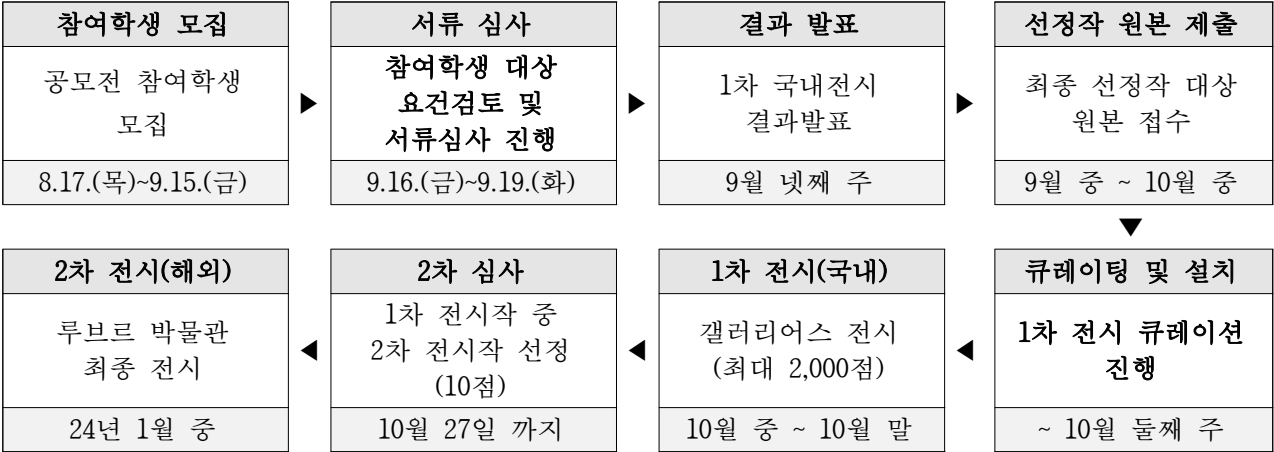 참여학생 모집
공모전 참여학생
모집
8.17.(목)~9.15.(금)
▶
서류 심사
참여학생 대상
요건검토 및
서류심사 진행
9.16.(금)~9.19.(화)
▶
결과 발표
1차 국내전시
결과발표
9월 넷째 주
▶
선정작 원본 제출
최종 선정작 대상
원본 접수
9월 중 ~ 10월 중
▼
큐레이팅 및 설치
1차 전시 큐레이션
진행
~ 10월 둘째 주
◀
1차 전시(국내)
갤러리어스 전시
(최대 2,000점)
10월 중 ~ 10월 말
◀
2차 심사
1차 전시작 중
2차 전시작 선정
(10점)
10월 27일 까지
◀
2차 전시(해외)
루브르 박물관
최종 전시
24년 1월 중